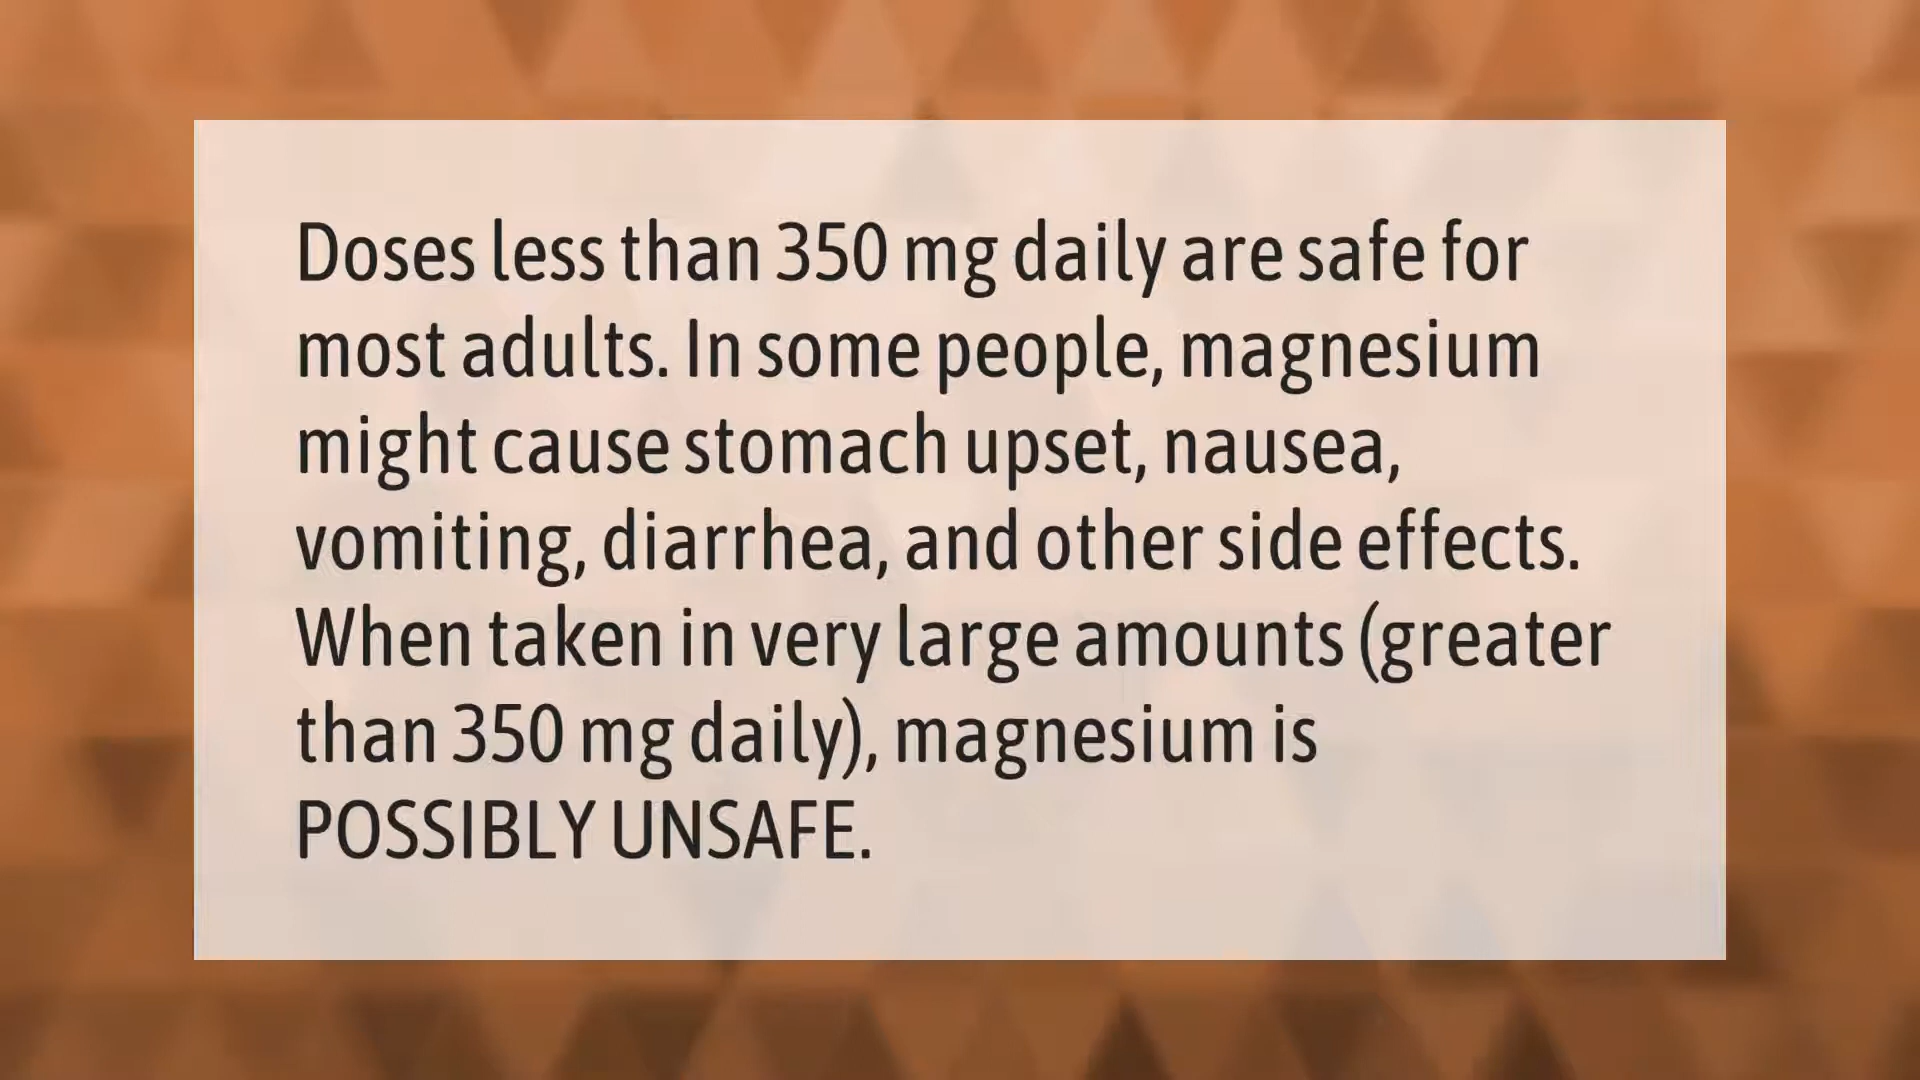 Doses less than 350 mg daily are safe for
most adults. In some people, magnesium
might cause stomach upset, nausea,
vomiting, diarrhea, and other side effects.
When taken in very large amounts (greater
than 350 mg daily), magnesium is
POSSIBLY UNSAFE.